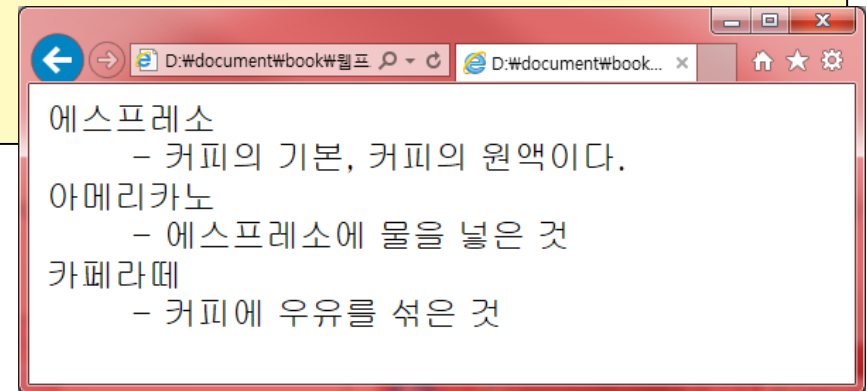 D:₩document₩book₩웹프
D:₩document₩book...
에스프레소
- 커피의 기본, 커피의 원액이다.
아메리카노
- 에스프레소에 물을 넣은 것
카페라떼
- 커피에 우유를 섞은 것